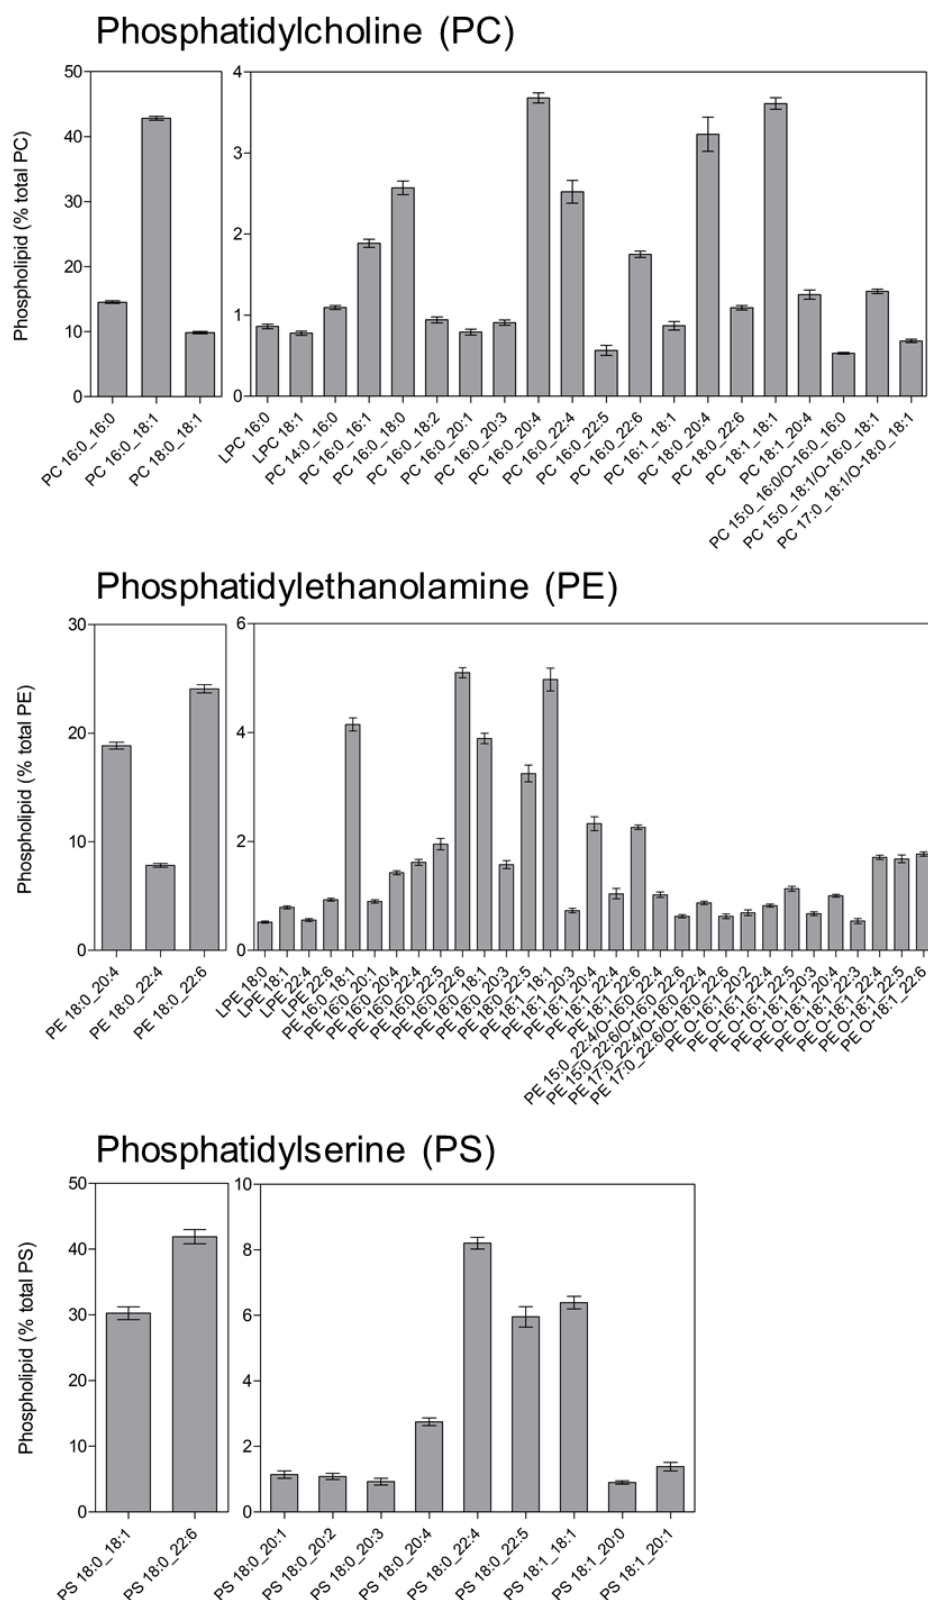 Phosphatidylcholine (PC)
Phospholipid (% total PC)
50
40
30
20
10
0
4
3
2
1
0
PC 16:0_16:0
PC 16:0_18:1
PC 18:0_18:1
LPC 16:0
LPC 18:1
PC 14:0_16:0
PC 16:0_16:1
PC 16:0_18:0
PC 16:0_18:2
PC 16:0_20:1
PC 16:0_20:3
PC 16:0_20:4
PC 16:0_22:4
PC 16:0_22:5
PC 16:0_22:6
PC 16:1_18:1
PC 18:0_20:4
PC 18:0_22:6
PC 18:1_18:1
PC 18:1_20:4
PC 15:0_16:0/O-16:0_16:0
PC 15:0_18:1/O-16:0_18:1
PC 17:0_18:1/O-18:0_18:1
Phosphatidylethanolamine (PE)
Phospholipid (% total PE)
30
20
10
0
6
4
2
0
PE 18:0_20:4
PE 18:0_22:4
PE 18:0_22:6
LPE 18:0
LPE 18:1
LPE 22:4
LPE 22:6
PE 16:0_18:1
PE 16:0_20:1
PE 16:0_20:4
PE 16:0_22:4
PE 16:0_22:5
PE 16:0_22:6
PE 18:0_18:1
PE 18:0_20:3
PE 18:0_22:5
PE 18:1_18:1
PE 18:1_20:3
PE 18:1_20:4
PE 18:1_22:4
PE 18:1_22:6
PE 15:0_22:4/O-16:0_22:4
PE 15:0_22:6/O-16:0_22:6
PE 17:0_22:4/O-18:0_22:4
PE 17:0_22:6/O-18:0_22:6
PE O-16:1_20:2
PE O-16:1_22:4
PE O-16:1_22:5
PE O-18:1_20:3
PE O-18:1_20:4
PE O-18:1_22:3
PE O-18:1_22:4
PE O-18:1_22:5
PE O-18:1_22:6
Phosphatidylserine (PS)
Phospholipid (% total PS)
50
40
30
20
10
0
10
8
6
4
2
0
PS 18:0_18:1
PS 18:0_22:6
PS 18:0_20:1
PS 18:0_20:2
PS 18:0_20:3
PS 18:0_20:4
PS 18:0_22:4
PS 18:0_22:5
PS 18:1_18:1
PS 18:1_20:0
PS 18:1_20:1